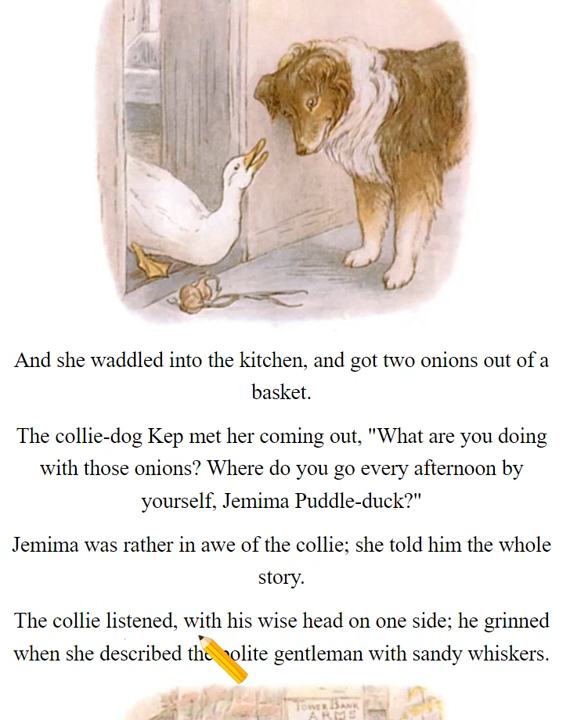 And she waddled into the kitchen, and got two onions out of a
basket.
The collie-dog Kep met her coming out, "What are you doing
with those onions? Where do you go every afternoon by
yourself, Jemima Puddle-duck?"
Jemima was rather in awe of the collie; she told him the whole
story.
The collie listened, with his wise head on one side; he grinned
when she described the polite gentleman with sandy whiskers.
TOWER BANK
ARMS